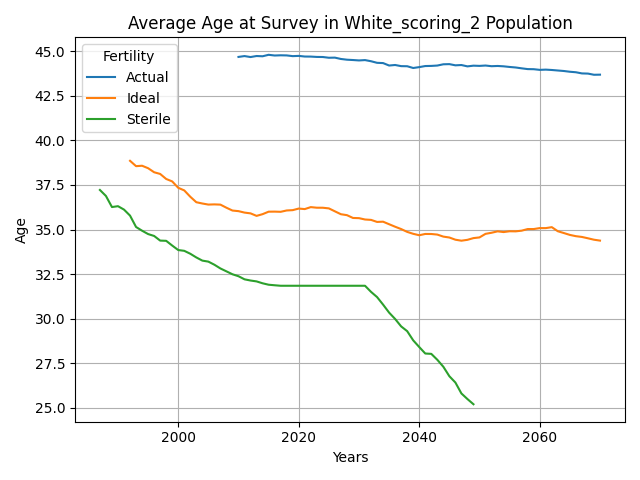 Average Age at Survey in White_scoring_2 Population
Fertility
Actual
Ideal
Sterile
45.0
42.5
40.0
37.5
35.0
32.5
30.0
27.5
25.0
Age
2000 2020 2040 2060
Years